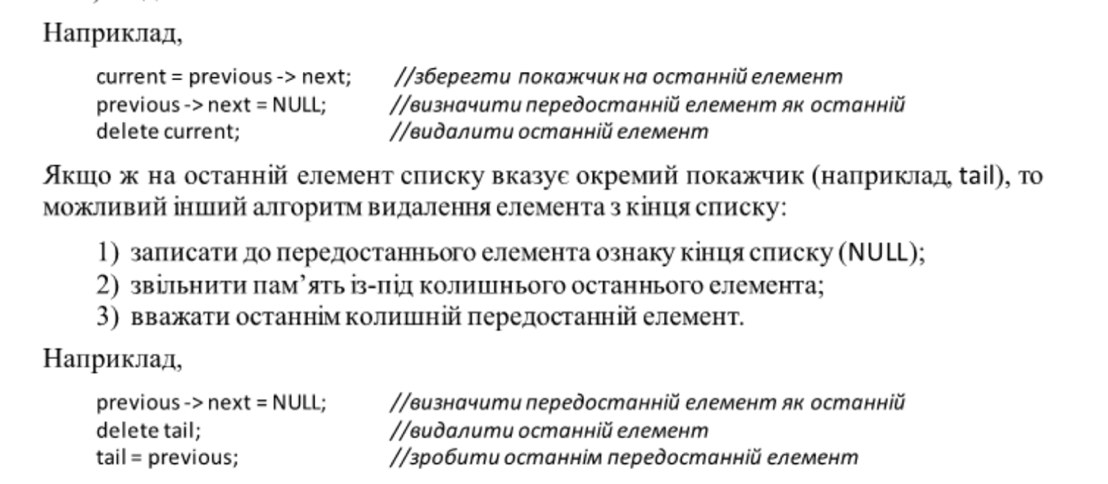 Наприклад,
current = previous -> next; //зберегти покажчик на останній елемент
previous -> next = NULL; //визначити передостанній елемент як останній
delete current; //видалити останній елемент
Якщо ж на останній елемент списку вказує окремий покажчик (наприклад, tail), то
можливий інший алгоритм видалення елемента з кінця списку:
1) записати до передостаннього елемента ознаку кінця списку (NULL);
2) звільнити пам’ять із-під колишнього останнього елемента;
3) вважати останнім колишній передостанній елемент.
Наприклад,
previous -> next = NULL; //визначити передостанній елемент як останній
delete tail; //видалити останній елемент
tail = previous; //зробити останнім передостанній елемент